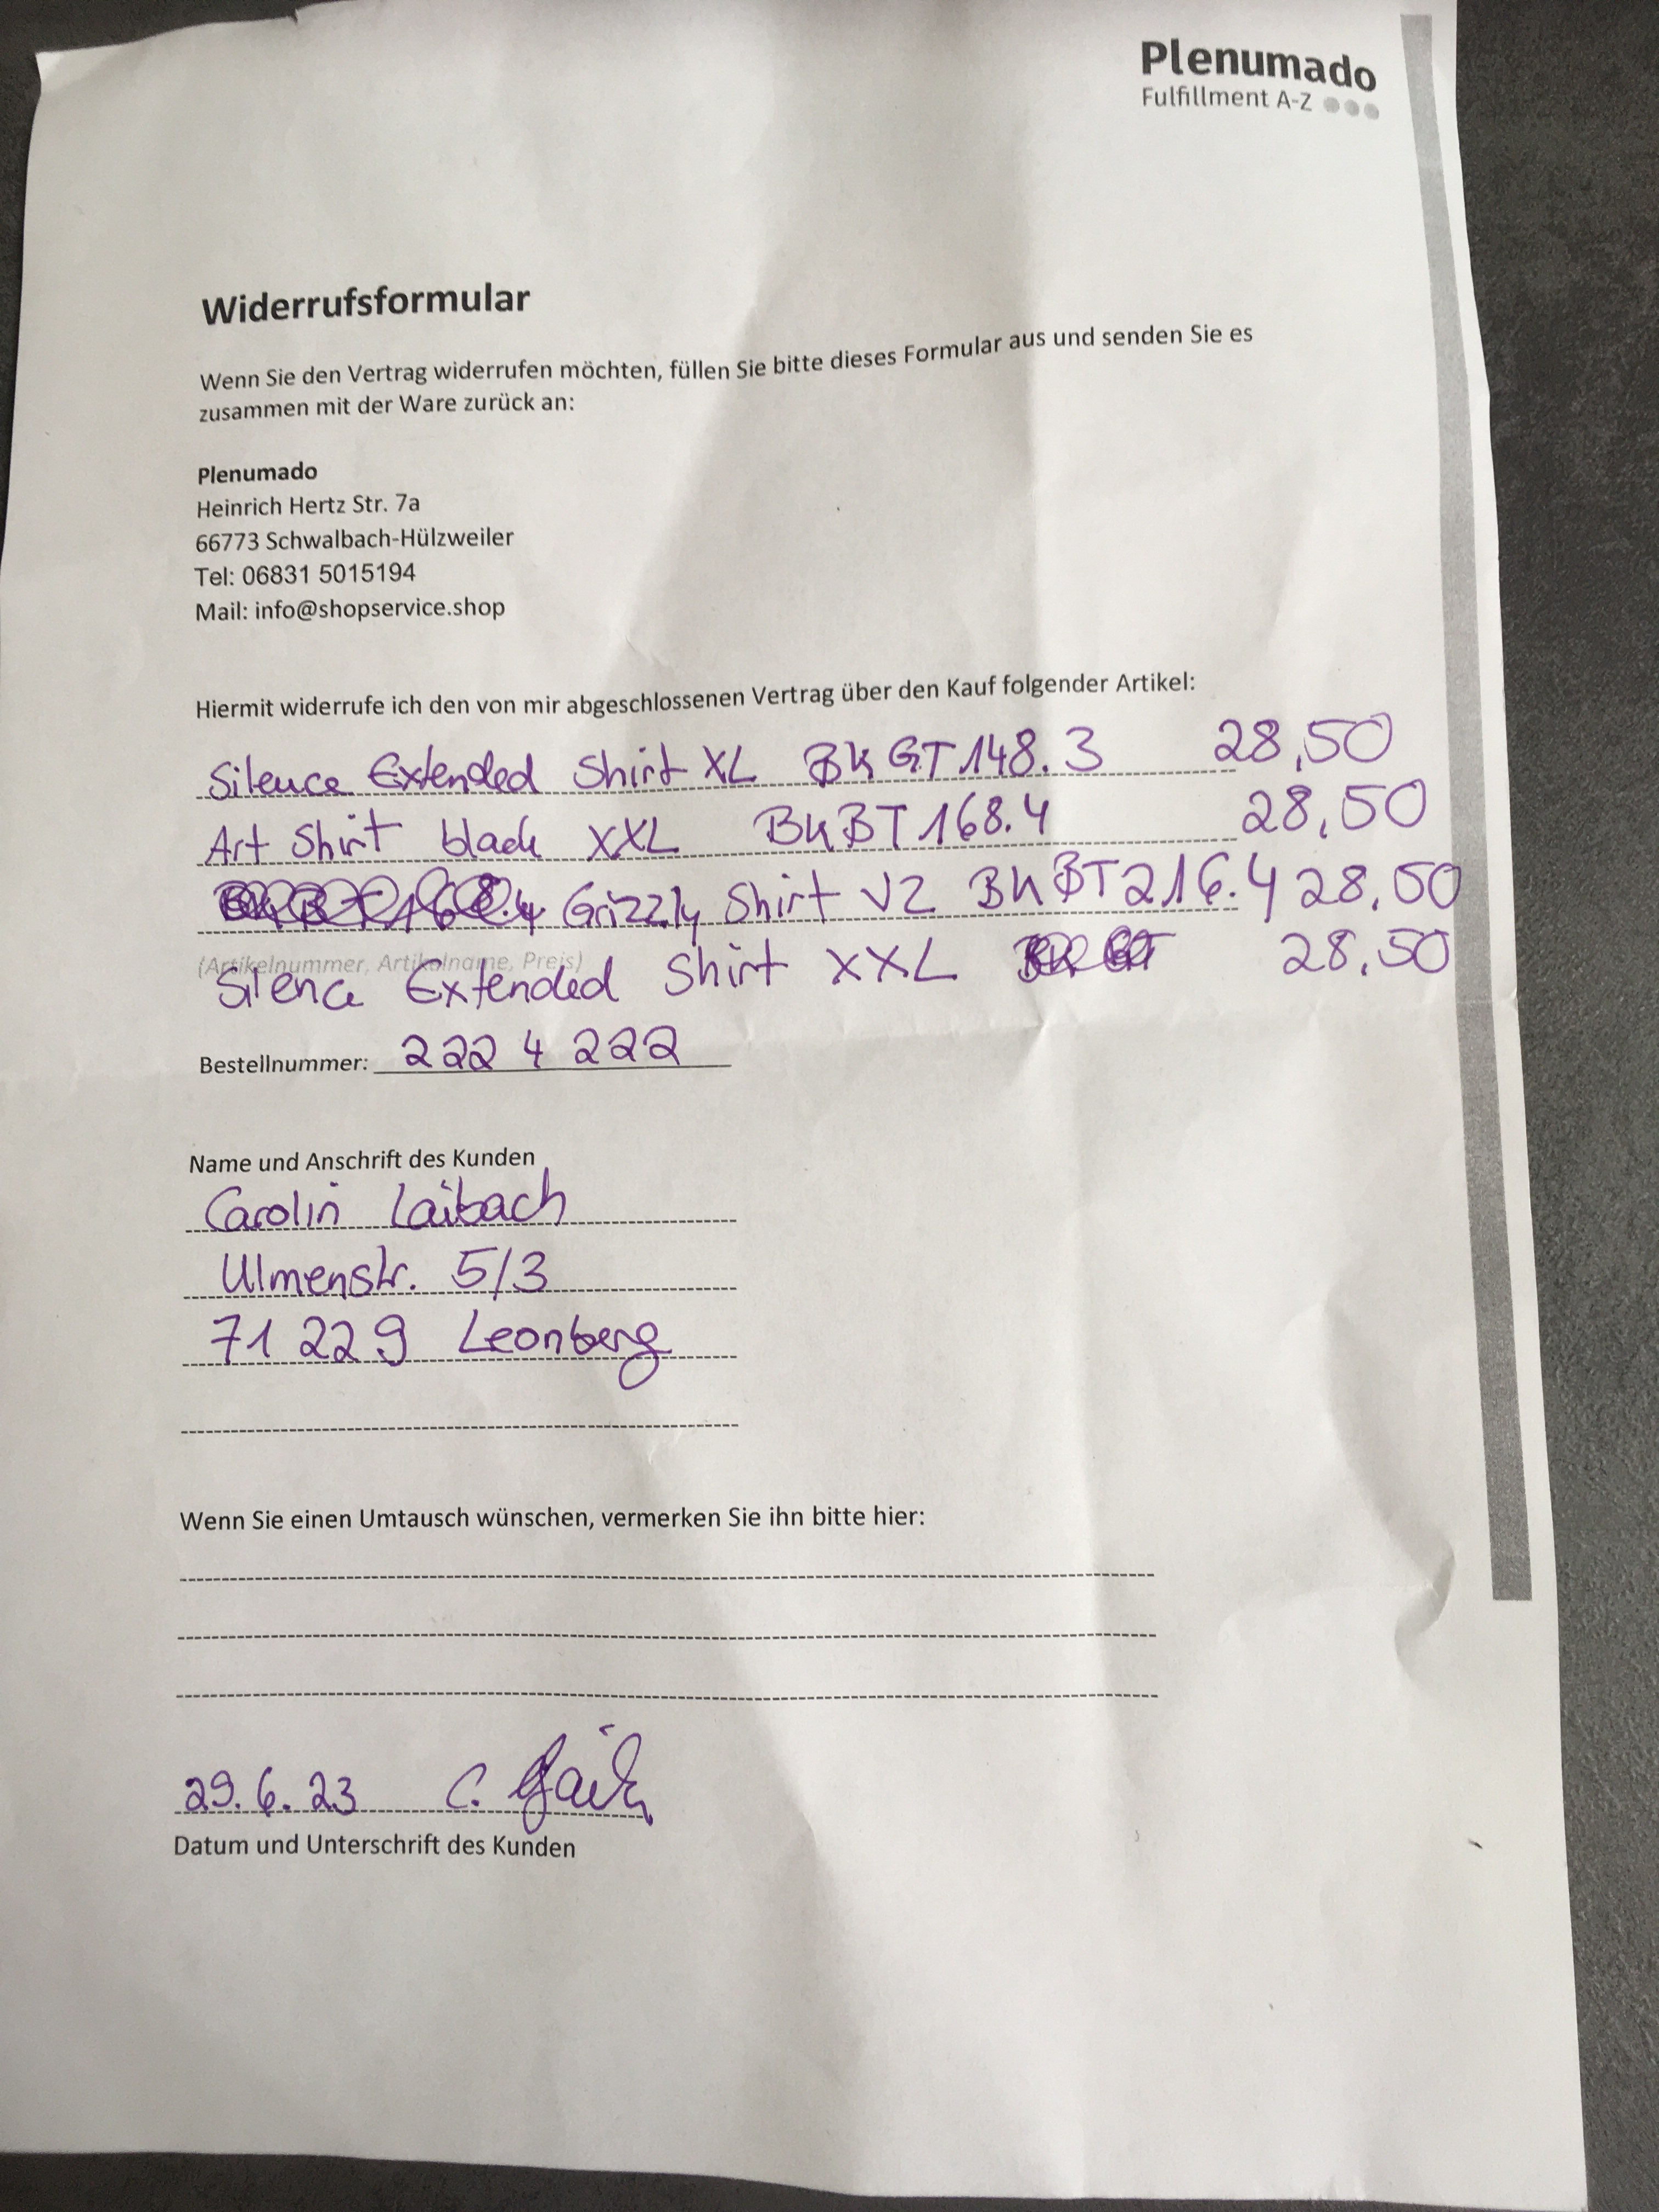 Plenumado
Fulfillment A-Z
Widerrufsformular
Wenn Sie den Vertrag widerrufen möchten, füllen Sie bitte dieses Formular aus und senden Sie es
zusammen mit der Ware zurück an:
Plenumado
Heinrich Hertz Str. 7a
66773 Schwalbach-Hülzweiler
Tel: 06831 5015194
Mail: info@shopservice.shop
Hiermit widerrufe ich den von mir abgeschlossenen Vertrag über den Kauf folgender Artikel:
Silence Extended Shirt XL BKGT148.3 28,50
Art Shirt black XXL BKBT168.4 28,50
Grizzly Shirt V2 BKBT216.4 28,50
(Artikelnummer, Artikelname, Preis)
Silence Extended Shirt XXL 28,50
Bestellnummer: 222 4 222
Name und Anschrift des Kunden
Carolin Laibach
Ulmenstr. 5/3
71229 Leonberg
Wenn Sie einen Umtausch wünschen, vermerken Sie ihn bitte hier:
29.6.23 C.
Datum und Unterschrift des Kunden